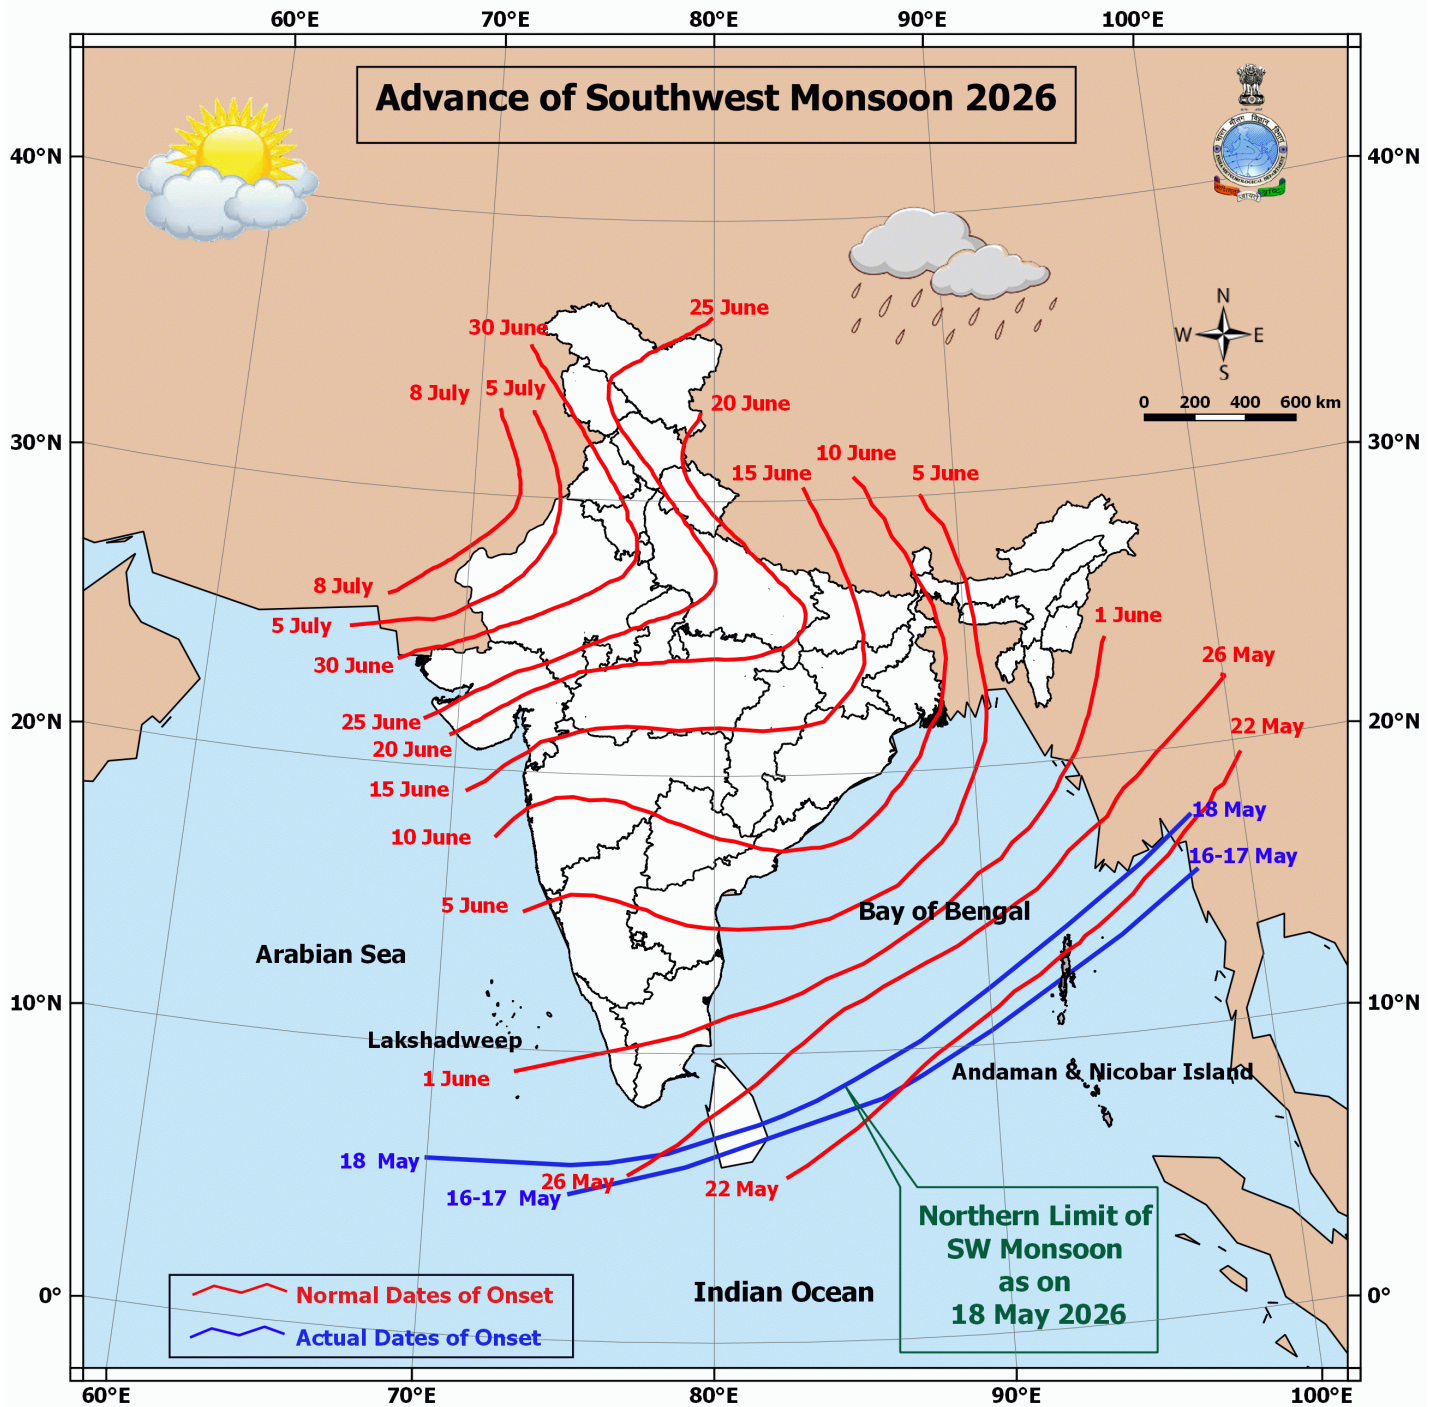 60°E 70°E 80°E 90°E 100°E
Advance of Southwest Monsoon 2026
40°N 40°N
N
W E
S
25 June
30 June
8 July 5 July
20 June
0 200 400 600 km
30°N 30°N
10 June
15 June 5 June
8 July
1 June
5 July
30 June
26 May
20°N 20°N
25 June
22 May
20 June
15 June
18 May
10 June
16-17 May
5 June
Bay of Bengal
Arabian Sea
10°N 10°N
Lakshadweep
1 June
Andaman & Nicobar Island
18 May
26 May
22 May
16-17 May
Northern Limit of
SW Monsoon
as on
18 May 2026
Indian Ocean
0° 0°
Normal Dates of Onset
Actual Dates of Onset
60°E 70°E 80°E 90°E 100°E